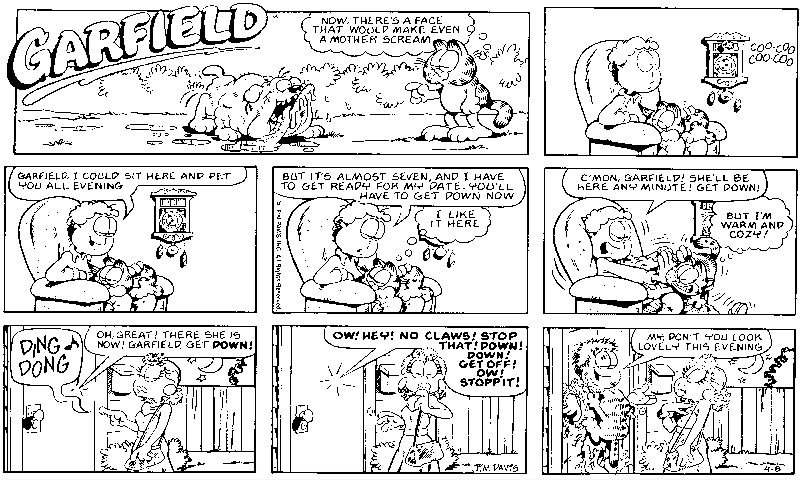 GARFIELD
NOW, THERE'S A FACE
THAT WOULD MAKE EVEN
A MOTHER SCREAM
COO-COO
COO-COO
GARFIELD, I COULD SIT HERE AND PET
YOU ALL EVENING
BUT IT'S ALMOST SEVEN, AND I HAVE
TO GET READY FOR MY DATE. YOU'LL
HAVE TO GET DOWN NOW
I LIKE
IT HERE
C'MON, GARFIELD! SHE'LL BE
HERE ANY MINUTE! GET DOWN!
BUT I'M
WARM AND
COZY!
DING
DONG
OH, GREAT! THERE SHE IS
NOW! GARFIELD, GET DOWN!
OW! HEY! NO CLAWS! STOP
THAT! DOWN!
DOWN!
GET OFF!
OW!
STOP IT!
JIM DAVIS
MY, DON'T YOU LOOK
LOVELY THIS EVENING
4-8